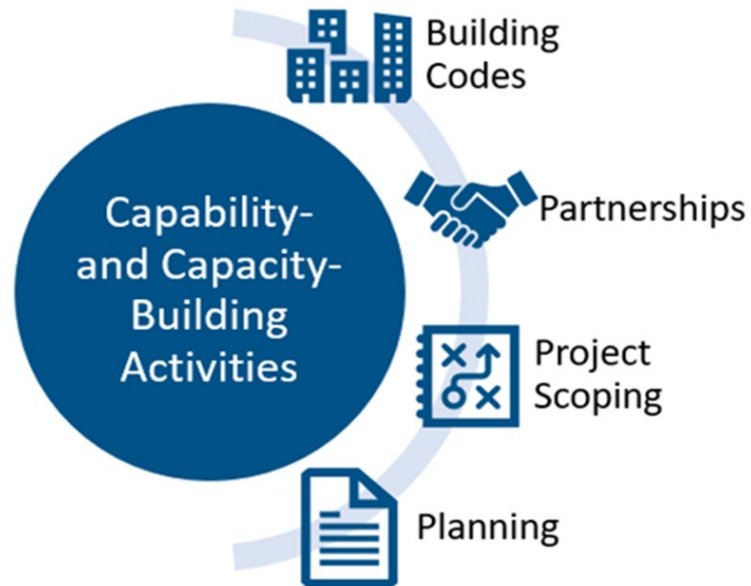 Building
Codes
Capability-
and Capacity-
Building
Activities
Partnerships
Project
Scoping
Planning